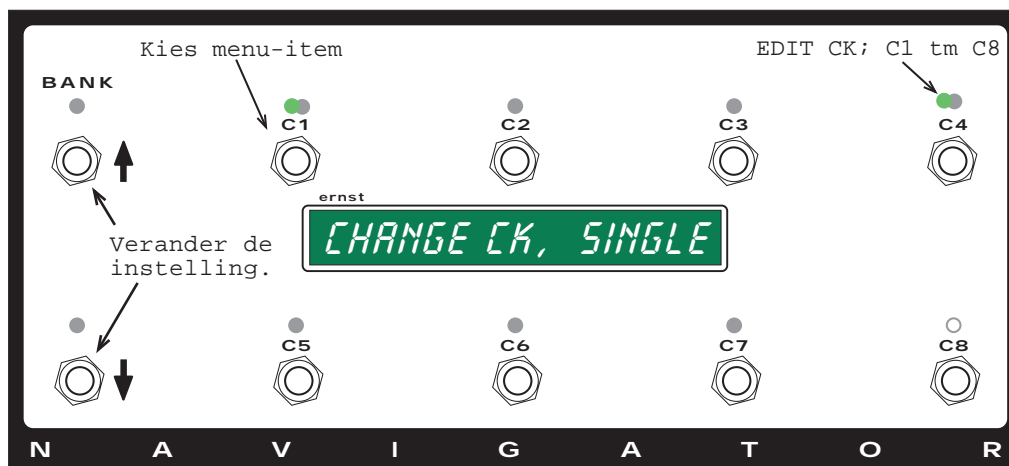 Kies menu-item
EDIT CK; C1 tm C8
BANK
C1
C2
C3
C4
ernst
CHANGE CK, SINGLE
Verander de
instelling.
C5
C6
C7
C8
NAVIGATOR